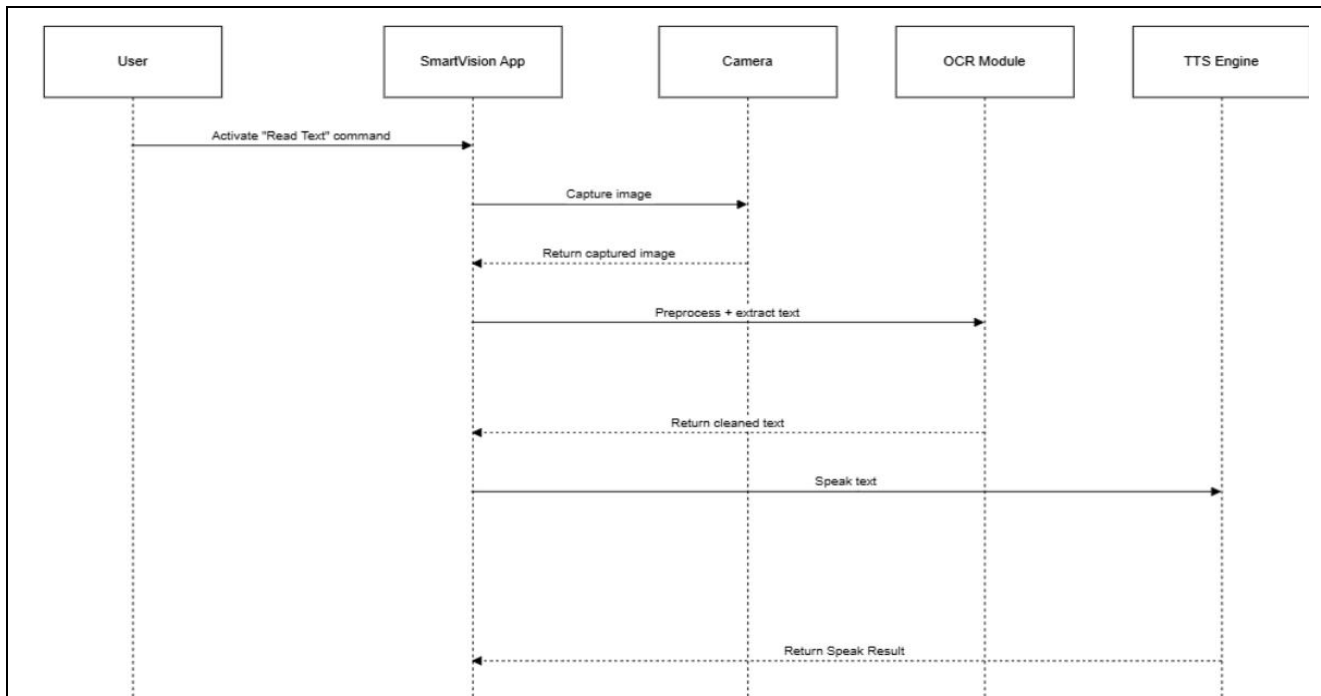 User
SmartVision App
Camera
OCR Module
TTS Engine
Activate "Read Text" command
Capture image
Return captured image
Preprocess + extract text
Return cleaned text
Speak text
Return Speak Result